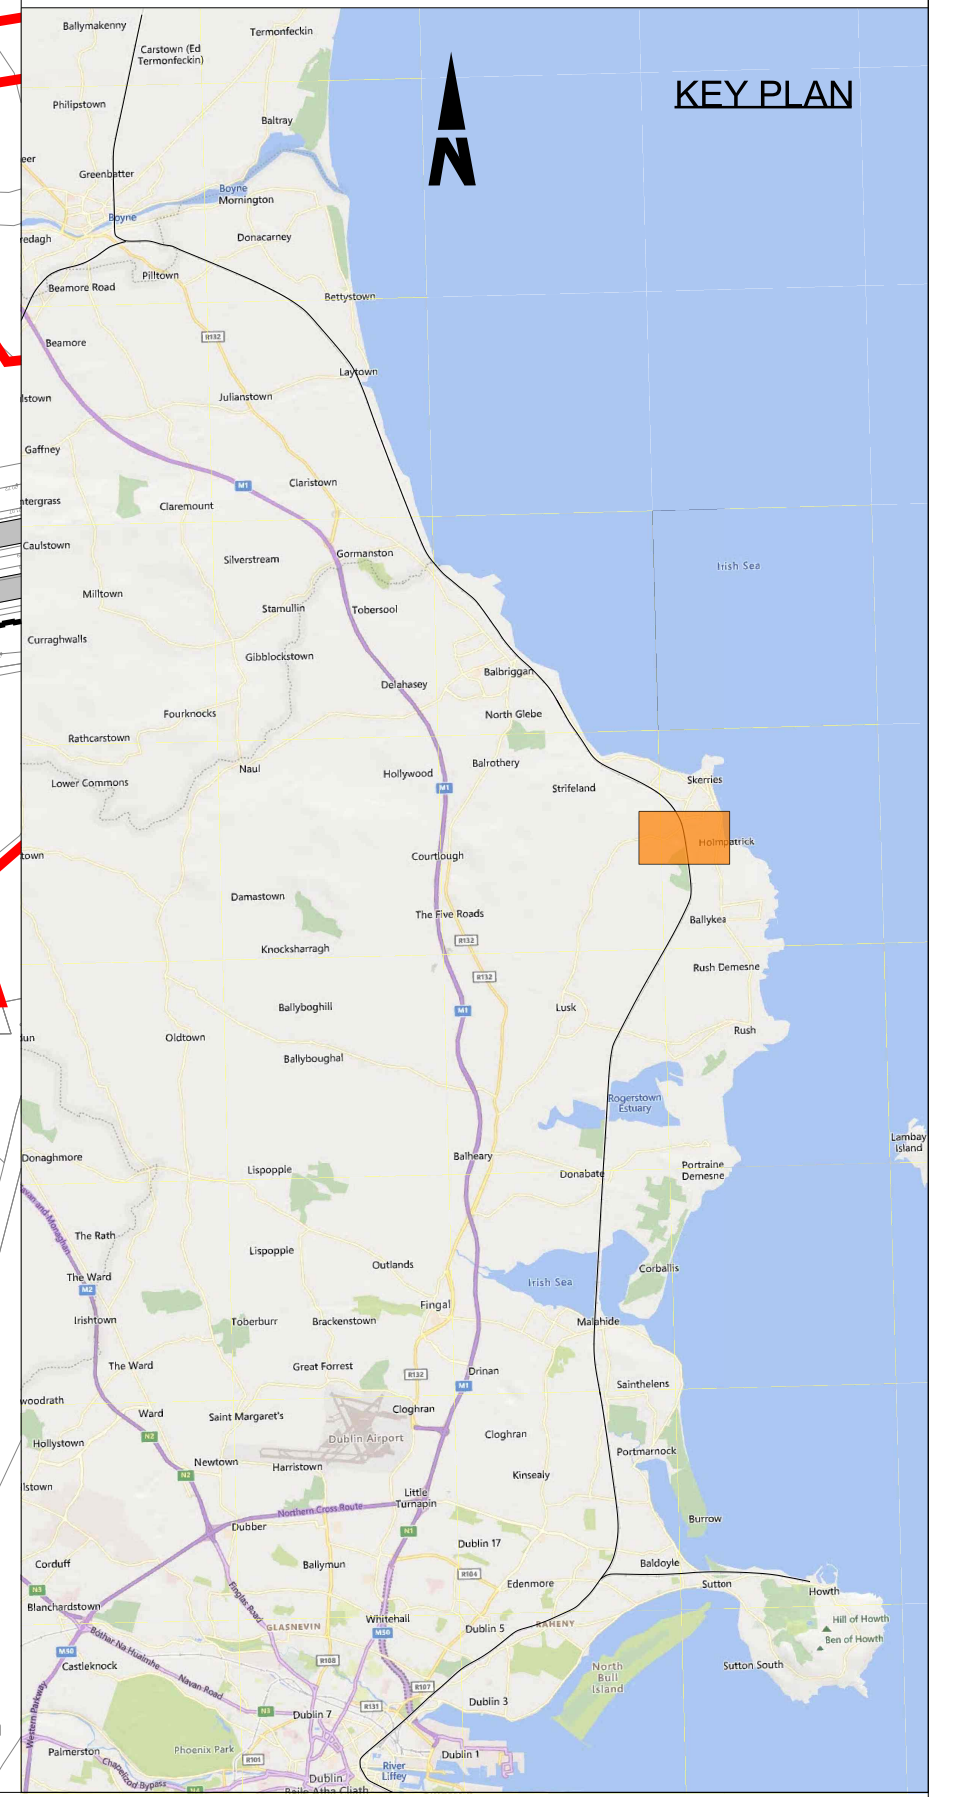 KEY PLAN
N
Ballymakenny
Termonfeckin
Carstown (Ed
Termonfeckin)
Philipstown
Baltray
Greenbatter
Boyne
Mornington
Boyne
Donacarney
Pilltown
Beamore Road
Bettystown
R132
Beamore
Laytown
Julianstown
Gaffney
Claristown
M1
Claremount
Caulstown
Gormanston
Silverstream
Irish Sea
Milltown
Stamullin
Tobersool
Curraghwalls
Gibblockstown
Balbriggan
Delahasey
Fourknocks
North Glebe
Rathcarstown
Balrothery
Naul
Hollywood
Lower Commons
Skerries
Strifeland
M1
Holmpatrick
Courtlough
Damastown
The Five Roads
Ballykea
R132
Knocksharragh
Rush Demesne
R132
Ballyboghill
Lusk
M1
Rush
Oldtown
Ballyboughal
Rogerstown
Estuary
Lambay
Island
Donaghmore
Balheary
Lispopple
Donabate
Portraine
Demesne
The Rath
Lispopple
Outlands
Corballis
The Ward
M2
Irish Sea
Fingal
Irishtown
Toberburr
Brackenstown
Malahide
The Ward
Great Forrest
Drinan
R132
M1
Sainthelens
Ward
Saint Margaret's
Cloghran
N2
Dublin Airport
Cloghran
Hollystown
Portmarnock
Newtown
N2
Harristown
Kinsealy
Little
Turnapin
Northern Cross Route
Burrow
Dubber
N1
Dublin 17
Corduff
Ballymun
Baldoyle
R104
Edenmore
Sutton
Howth
N3
Blanchardstown
Finglas Road
GLASNEVIN
Whitehall
M50
Dublin 5
RAHENY
Hill of Howth
Ben of Howth
M50
Bothar Na Huaimhe
R108
Castleknock
Navan Road
North
Bull
Island
Sutton South
R107
Western Parkway
N3
Dublin 7
R131
Dublin 3
Palmerston
Phoenix Park
R101
Dublin 1
Chapelizod Bypass
River
Liffey
Dublin